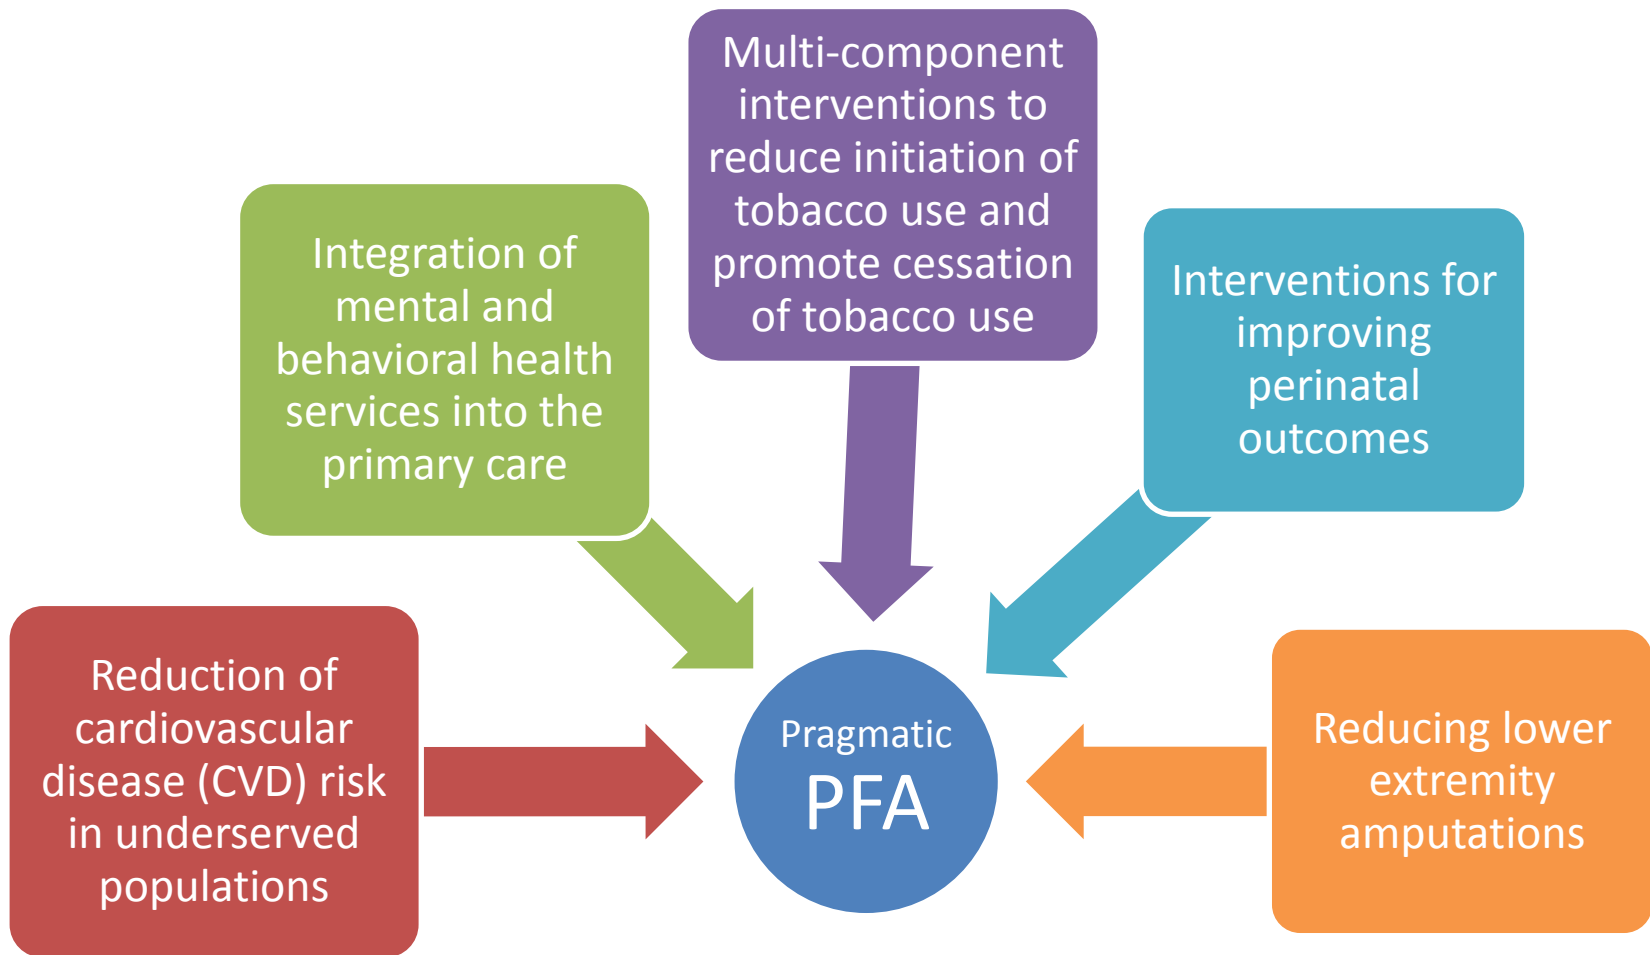 Multi-component
interventions to
reduce initiation of
tobacco use and
promote cessation
of tobacco use
Integration of
mental and
behavioral health
services into the
primary care
Interventions for
improving
perinatal
outcomes
Reduction of
cardiovascular
disease (CVD) risk
in underserved
populations
Pragmatic
PFA
Reducing lower
extremity
amputations